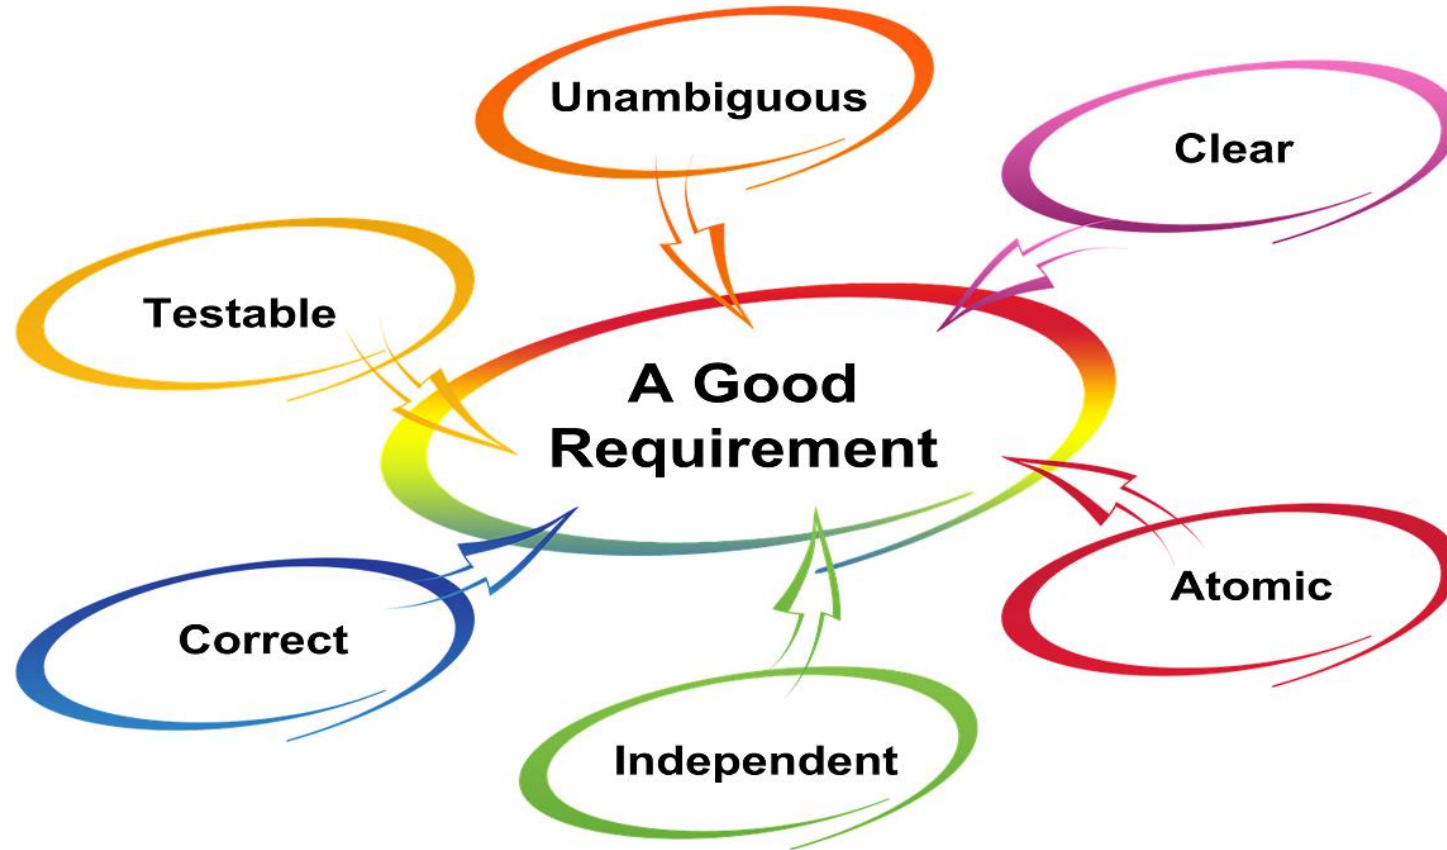 Unambiguous
Clear
Testable
A Good
Requirement
Atomic
Correct
Independent